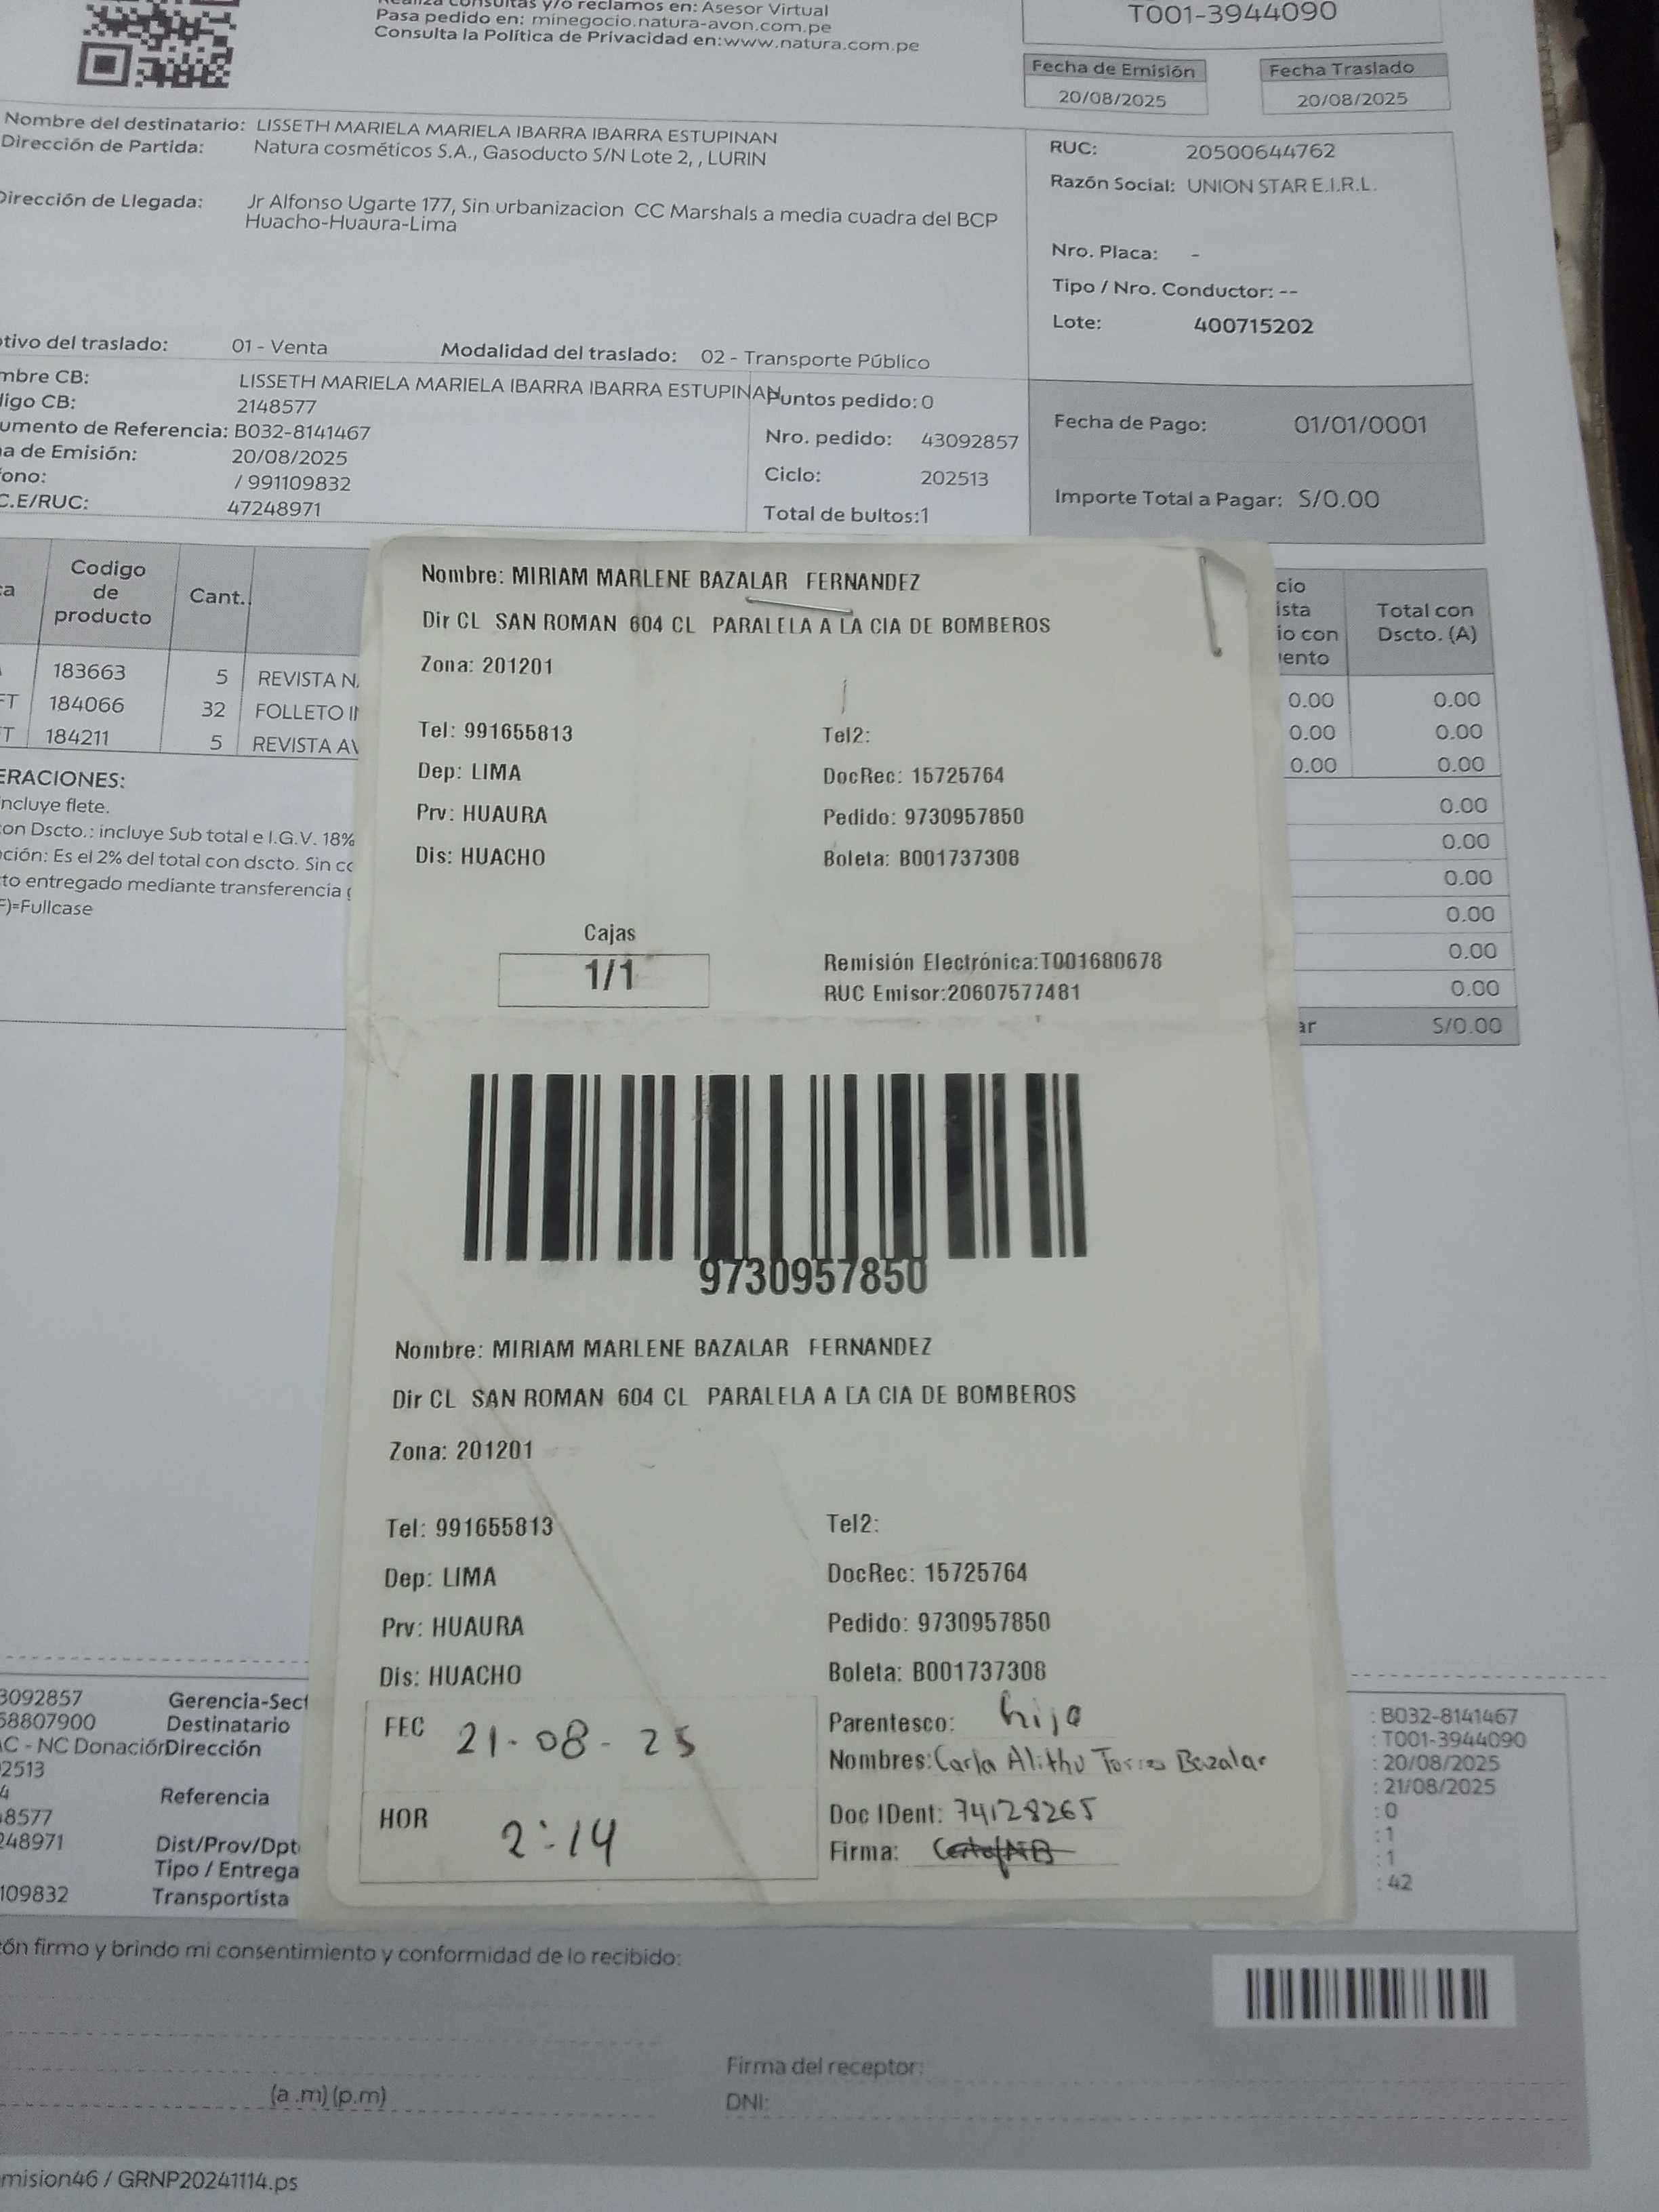 Realiza consultas y/o reclamos en: Asesor Virtual
Pasa pedido en: minegocio.natura-avon.com.pe
Consulta la Política de Privacidad en:www.natura.com.pe
T001-3944090
Fecha de Emisión
20/08/2025
Fecha Traslado
20/08/2025
Nombre del destinatario: LISSETH MARIELA MARIELA IBARRA IBARRA ESTUPINAN
Dirección de Partida: Natura cosméticos S.A., Gasoducto S/N Lote 2, , LURIN
Dirección de Llegada: Jr Alfonso Ugarte 177, Sin urbanizacion CC Marshals a media cuadra del BCP
Huacho-Huaura-Lima
RUC: 20500644762
Razón Social: UNION STAR E.I.R.L.
Nro. Placa: -
Tipo / Nro. Conductor: --
Lote: 400715202
otivo del traslado: 01 - Venta Modalidad del traslado: 02 - Transporte Público
mbre CB: LISSETH MARIELA MARIELA IBARRA IBARRA ESTUPINAN
digo CB: 2148577
umento de Referencia: B032-8141467
a de Emisión: 20/08/2025
ono: / 991109832
C.E/RUC: 47248971
Puntos pedido: 0
Nro. pedido: 43092857
Ciclo: 202513
Total de bultos:1
Fecha de Pago: 01/01/0001
Importe Total a Pagar: S/0.00
Codigo de producto
Cant.
Total con Dscto. (A)
183663 5 REVISTA N
184066 32 FOLLETO
184211 5 REVISTA AV
0.00 0.00
0.00 0.00
0.00 0.00
0.00
0.00
0.00
0.00
0.00
0.00
ar S/0.00
ERACIONES:
ncluye flete.
on Dscto.: incluye Sub total e I.G.V. 18%
ción: Es el 2% del total con dscto. Sin
to entregado mediante transferencia
F)=Fullcase
Nombre: MIRIAM MARLENE BAZALAR FERNANDEZ
Dir CL SAN ROMAN 604 CL PARALELA A LA CIA DE BOMBEROS
Zona: 201201
Tel: 991655813 Tel2:
Dep: LIMA DocRec: 15725764
Prv: HUAURA Pedido: 9730957850
Dis: HUACHO Boleta: B001737308
Cajas
1/1
Remisión Electrónica:T001680678
RUC Emisor:20607577481
9730957850
Nombre: MIRIAM MARLENE BAZALAR FERNANDEZ
Dir CL SAN ROMAN 604 CL PARALELA A LA CIA DE BOMBEROS
Zona: 201201
Tel: 991655813 Tel2:
Dep: LIMA DocRec: 15725764
Prv: HUAURA Pedido: 9730957850
Dis: HUACHO Boleta: B001737308
FEC 21-08-25
HOR 2:14
Parentesco: hija
Nombres: Carla Alithu Torres Bazalar
Doc IDent: 74128265
Firma:
3092857 Gerencia-Sect
58807900 Destinatario
AC - NC Donación Dirección
2513
4 Referencia
8577
248971 Dist/Prov/Dpt
Tipo / Entrega
109832 Transportista
: B032-8141467
: T001-3944090
: 20/08/2025
: 21/08/2025
: 0
: 1
: 1
: 42
ón firmo y brindo mi consentimiento y conformidad de lo recibido:
(a .m) (p.m)
Firma del receptor:
DNI:
mision46 / GRNP20241114.ps